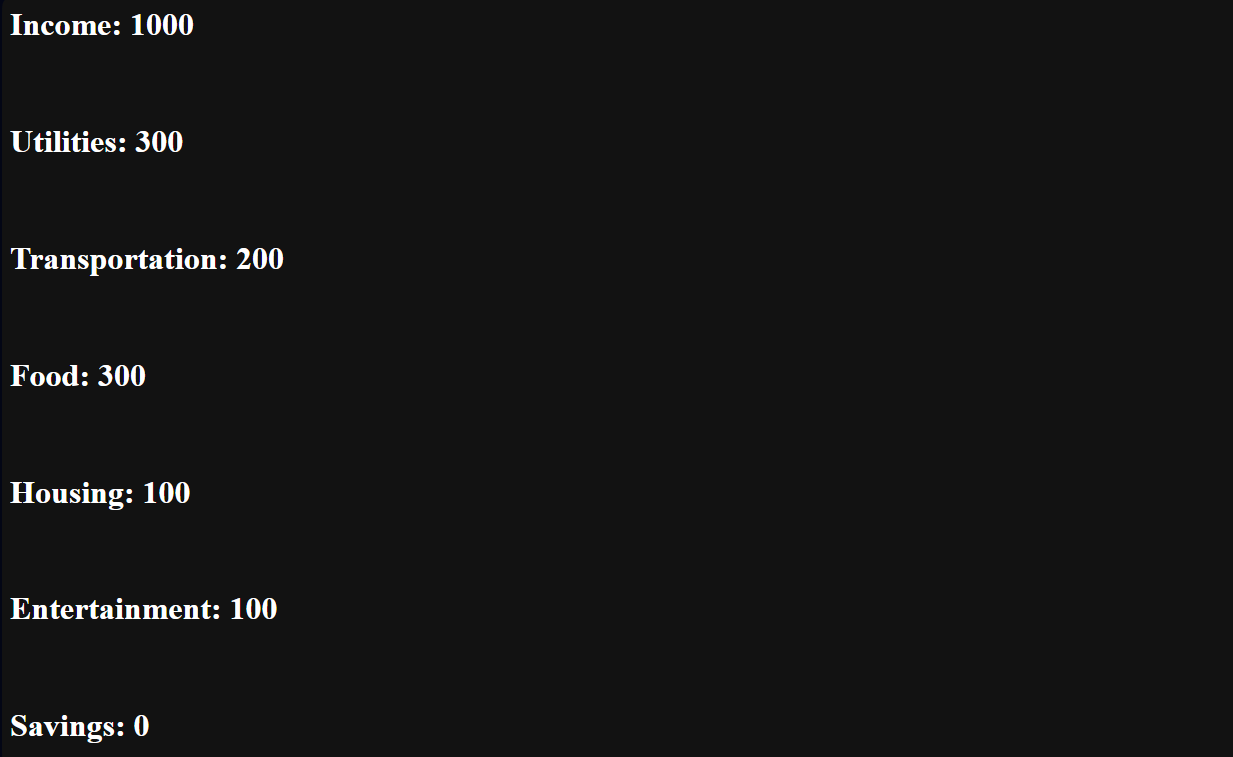 Income: 1000
Utilities: 300
Transportation: 200
Food: 300
Housing: 100
Entertainment: 100
Savings: 0